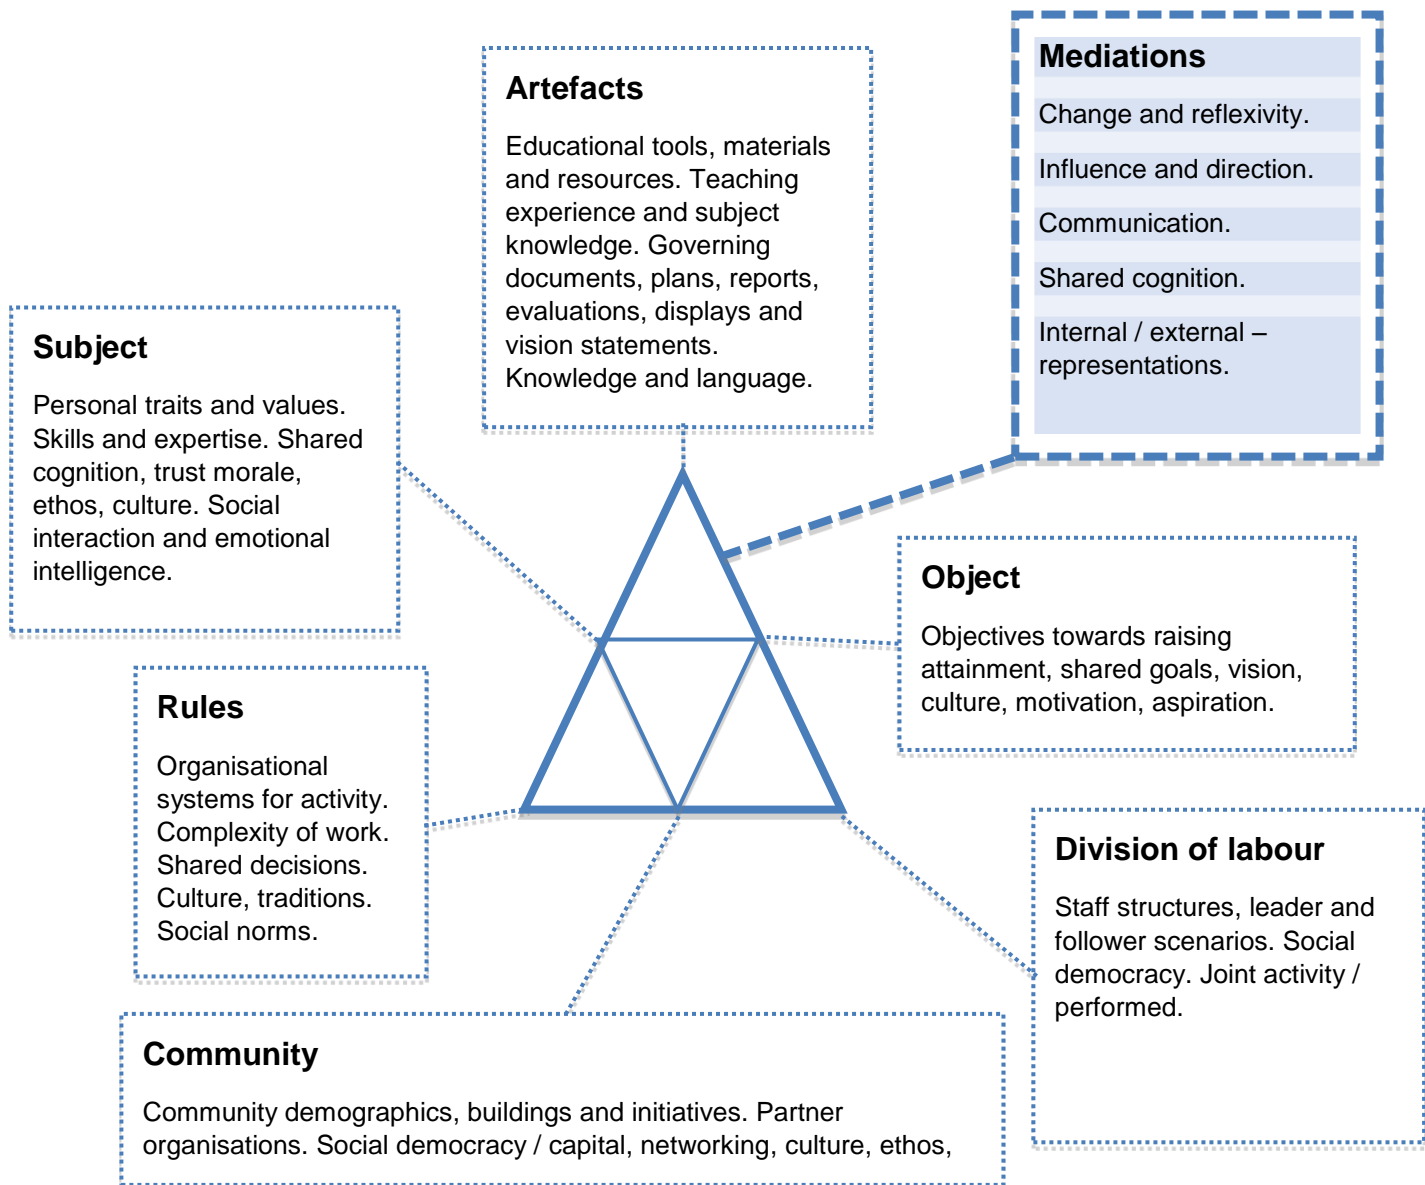 Artefacts
Educational tools, materials
and resources. Teaching
experience and subject
knowledge. Governing
documents, plans, reports,
evaluations, displays and
vision statements.
Knowledge and language.
Mediations
Change and reflexivity.
Influence and direction.
Communication.
Shared cognition.
Internal / external –
representations.
Subject
Personal traits and values.
Skills and expertise. Shared
cognition, trust morale,
ethos, culture. Social
interaction and emotional
intelligence.
Object
Objectives towards raising
attainment, shared goals, vision,
culture, motivation, aspiration.
Rules
Organisational
systems for activity.
Complexity of work.
Shared decisions.
Culture, traditions.
Social norms.
Division of labour
Staff structures, leader and
follower scenarios. Social
democracy. Joint activity /
performed.
Community
Community demographics, buildings and initiatives. Partner
organisations. Social democracy / capital, networking, culture, ethos,